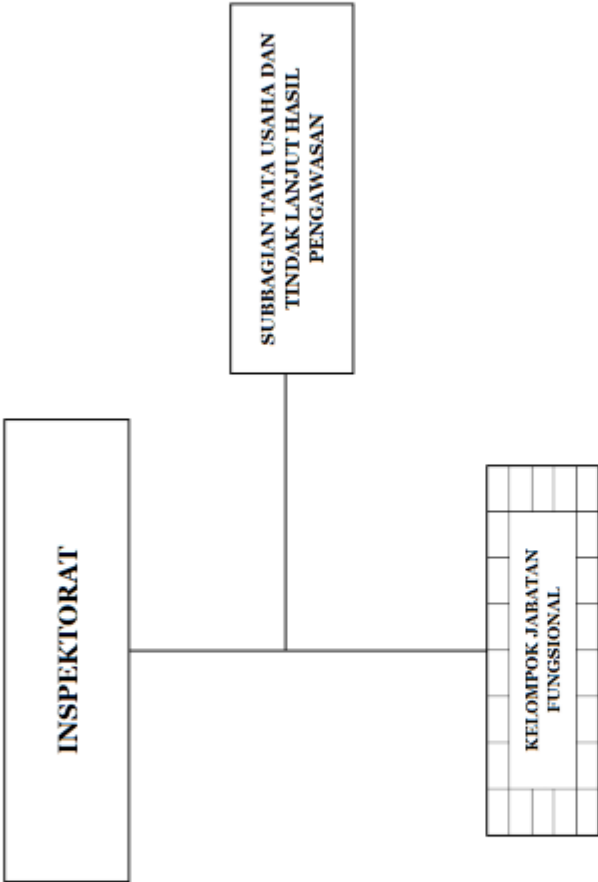 INSPEKTORAT
SUBBAGIAN TATA USAHA DAN
TINDAK LANJUT HASIL
PENGAWASAN
KELOMPOK JABATAN
FUNGSIONAL